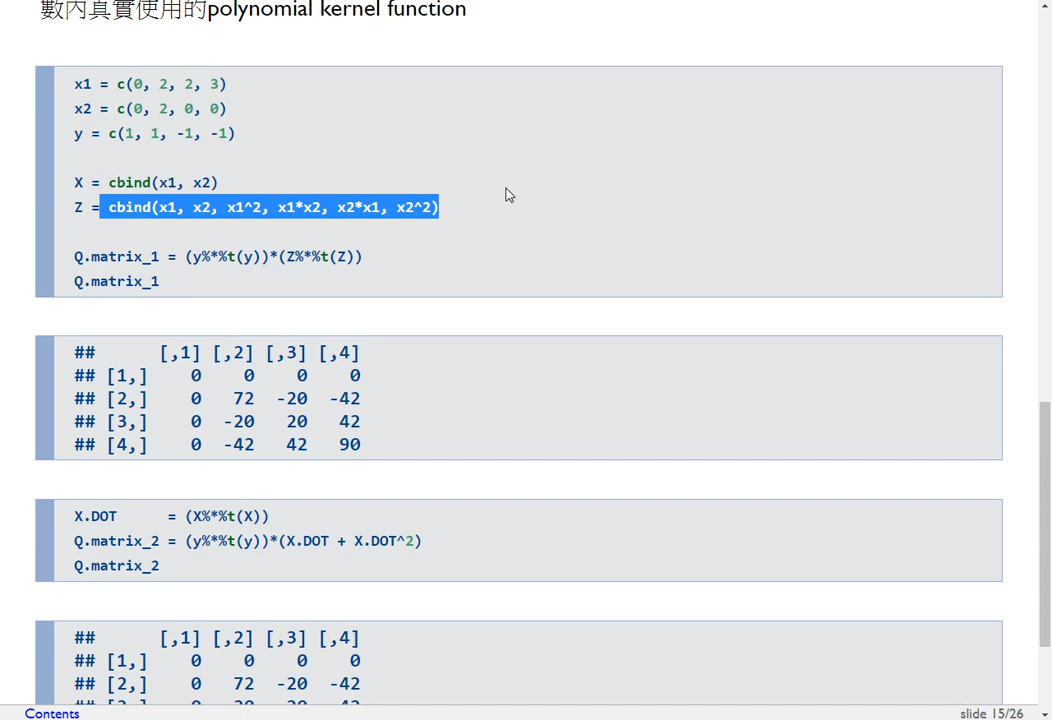 數內真實使用的polynomial kernel function
x1 = c(0, 2, 2, 3)
x2 = c(0, 2, 0, 0)
y = c(1, 1, -1, -1)
X = cbind(x1, x2)
Z = cbind(x1, x2, x1^2, x1*x2, x2*x1, x2^2)
Q.matrix_1 = (y%*%t(y))*(Z%*%t(Z))
Q.matrix_1
## [,1] [,2] [,3] [,4]
## [1,] 0 0 0 0
## [2,] 0 72 -20 -42
## [3,] 0 -20 20 42
## [4,] 0 -42 42 90
X.DOT = (X%*%t(X))
Q.matrix_2 = (y%*%t(y))*(X.DOT + X.DOT^2)
Q.matrix_2
## [,1] [,2] [,3] [,4]
## [1,] 0 0 0 0
## [2,] 0 72 -20 -42
Contents
slide 15/26